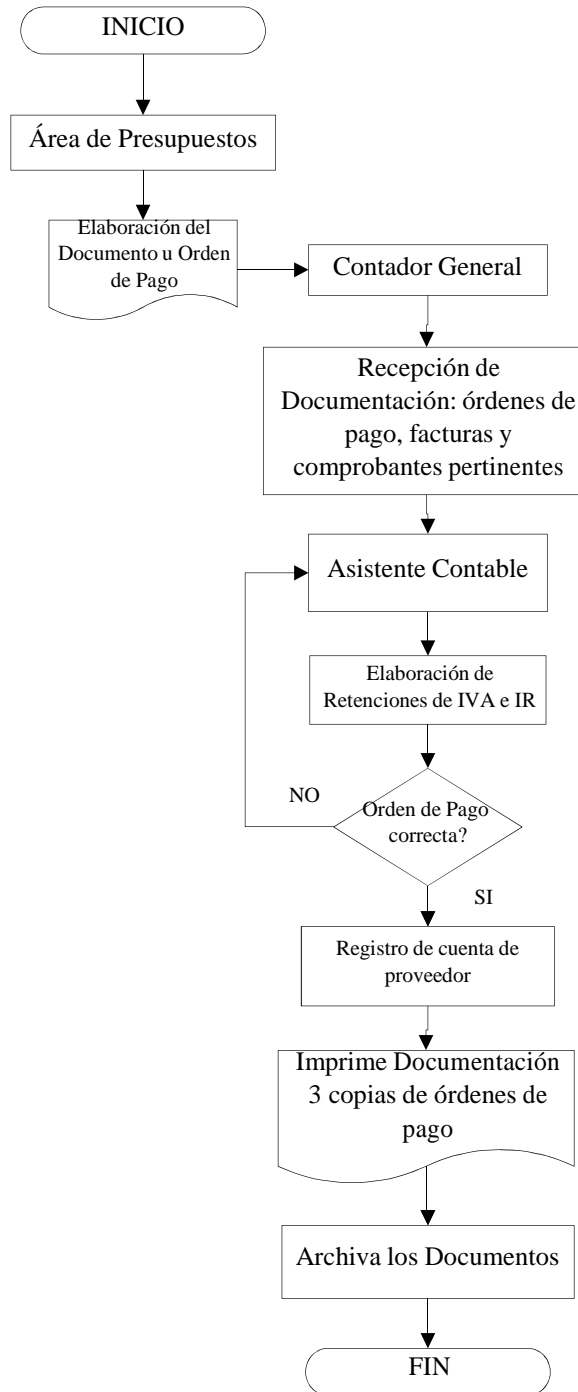 INICIO
Área de Presupuestos
Elaboración del
Documento u Orden
de Pago
Contador General
Recepción de
Documentación: órdenes de
pago, facturas y
comprobantes pertinentes
Asistente Contable
Elaboración de
Retenciones de IVA e IR
NO
Orden de Pago
correcta?
SI
Registro de cuenta de
proveedor
Imprime Documentación
3 copias de órdenes de
pago
Archiva los Documentos
FIN